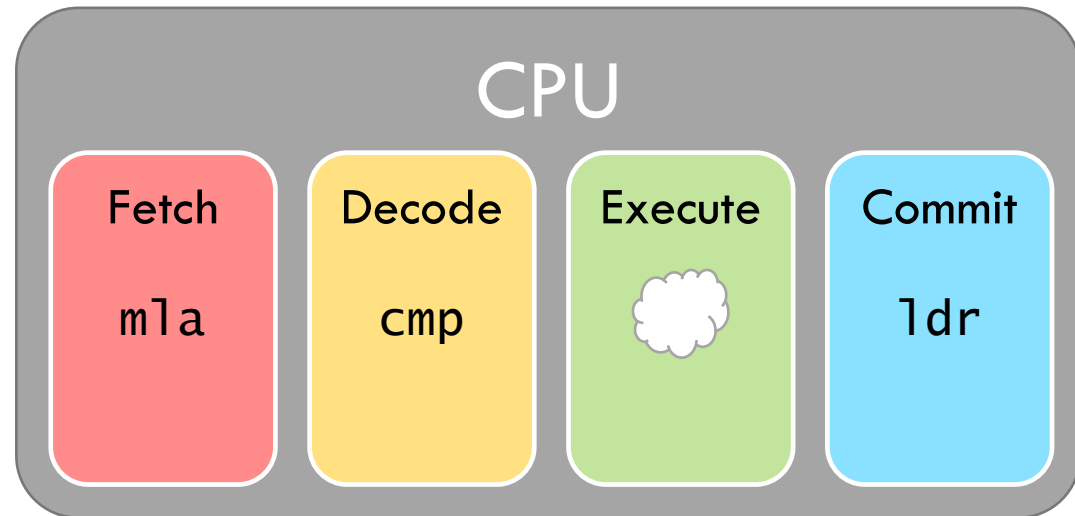 CPU
Fetch
Decode
Execute
Commit
mla
cmp
ldr